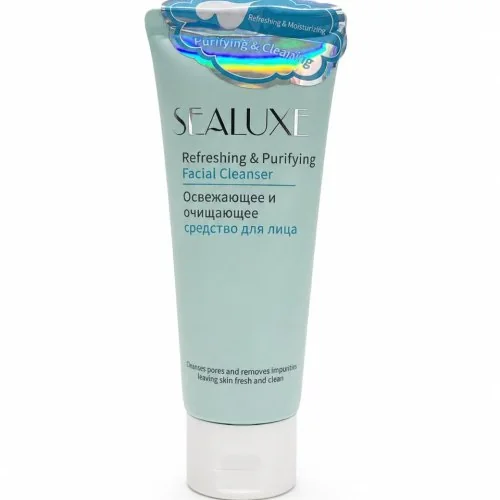 Refreshing & Moisturizing
Purifying & Cleaning
SEALUXE
Refreshing & Purifying
Facial Cleanser
Освежающее и
очищающее
средство для лица
Cleanses pores and removes impurities
leaving skin fresh and clean